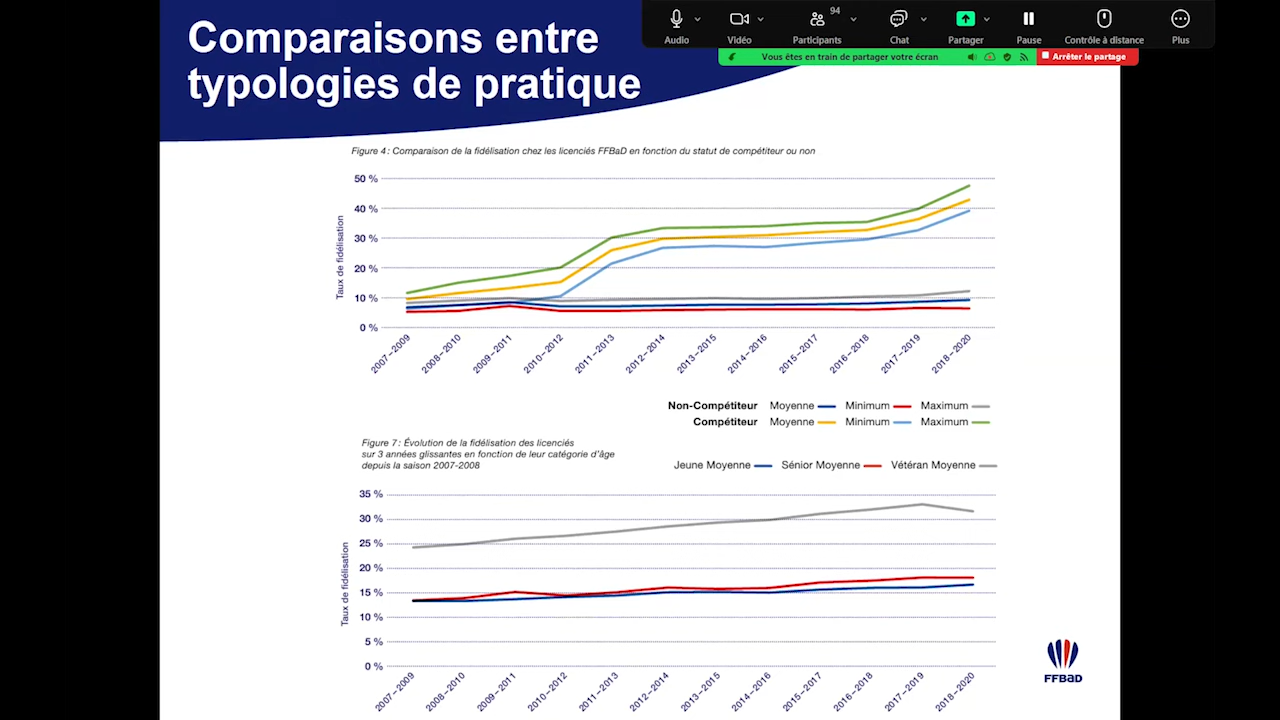 Comparaisons entre
typologies de pratique
94
Audio
Vidéo
Participants
Chat
Partager
Pause
Contrôle à distance
Plus
Vous êtes en train de partager votre écran
Arrêter le partage
Figure 4 : Comparaison de la fidélisation chez les licenciés FFBaD en fonction du statut de compétiteur ou non
Taux de fidélisation
50 %
40 %
30 %
20 %
10 %
0 %
2007–2009
2008–2010
2009–2011
2010–2012
2011–2013
2012–2014
2013–2015
2014–2016
2015–2017
2016–2018
2017–2019
2018–2020
Non-Compétiteur Moyenne Minimum Maximum
Compétiteur Moyenne Minimum Maximum
Figure 7 : Évolution de la fidélisation des licenciés
sur 3 années glissantes en fonction de leur catégorie d'âge
depuis la saison 2007-2008
Jeune Moyenne Sénior Moyenne Vétéran Moyenne
Taux de fidélisation
35 %
30 %
25 %
20 %
15 %
10 %
5 %
0 %
2007–2009
2008–2010
2009–2011
2010–2012
2011–2013
2012–2014
2013–2015
2014–2016
2015–2017
2016–2018
2017–2019
2018–2020
FFBaD